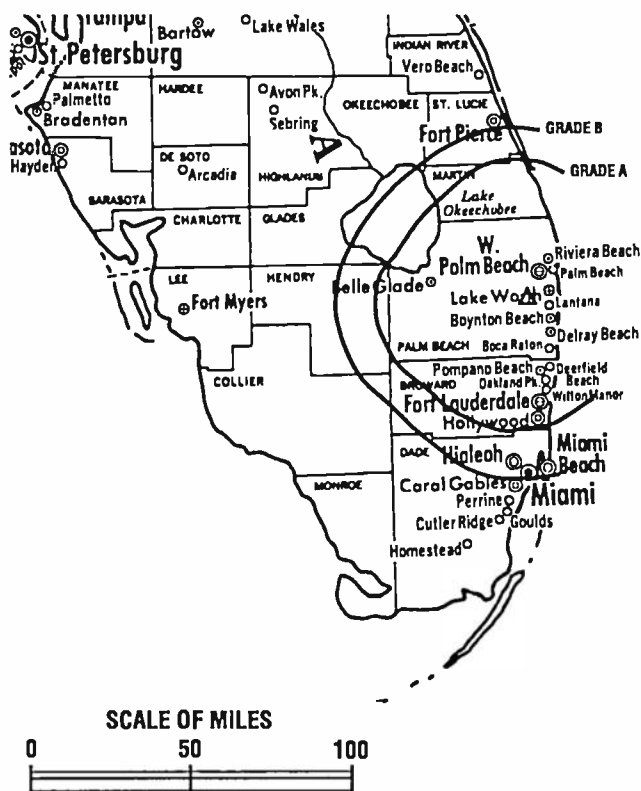 Tampa
St. Petersburg
Bartow
Lake Wales
INDIAN RIVER
Vero Beach
MANATEE
Palmetto
Bradenton
HARDEE
Avon Pk.
Sebring
OKEECHOBEE
ST. LUCIE
Fort Pierce
GRADE B
GRADE A
asota
Hayden
DE SOTO
Arcadia
HIGHLANDS
A
MARTIN
Lake
Okeechubee
SARASOTA
CHARLOTTE
GLADES
LEE
HENDRY
Fort Myers
Belle Glade
W.
Palm Beach
Riviera Beach
Palm Beach
Lake Worth
Lantana
Boynton Beach
Delray Beach
PALM BEACH
Boca Raton
COLLIER
BROWARD
Pompano Beach
Deerfield
Beach
Oakland Pk.
Wilton Manor
Fort Lauderdale
Hollywood
DADE
Hialeah
Miami
Beach
MONROE
Caral Gables
Miami
Perrine
Cutler Ridge
Goulds
Homestead
SCALE OF MILES
0 50 100